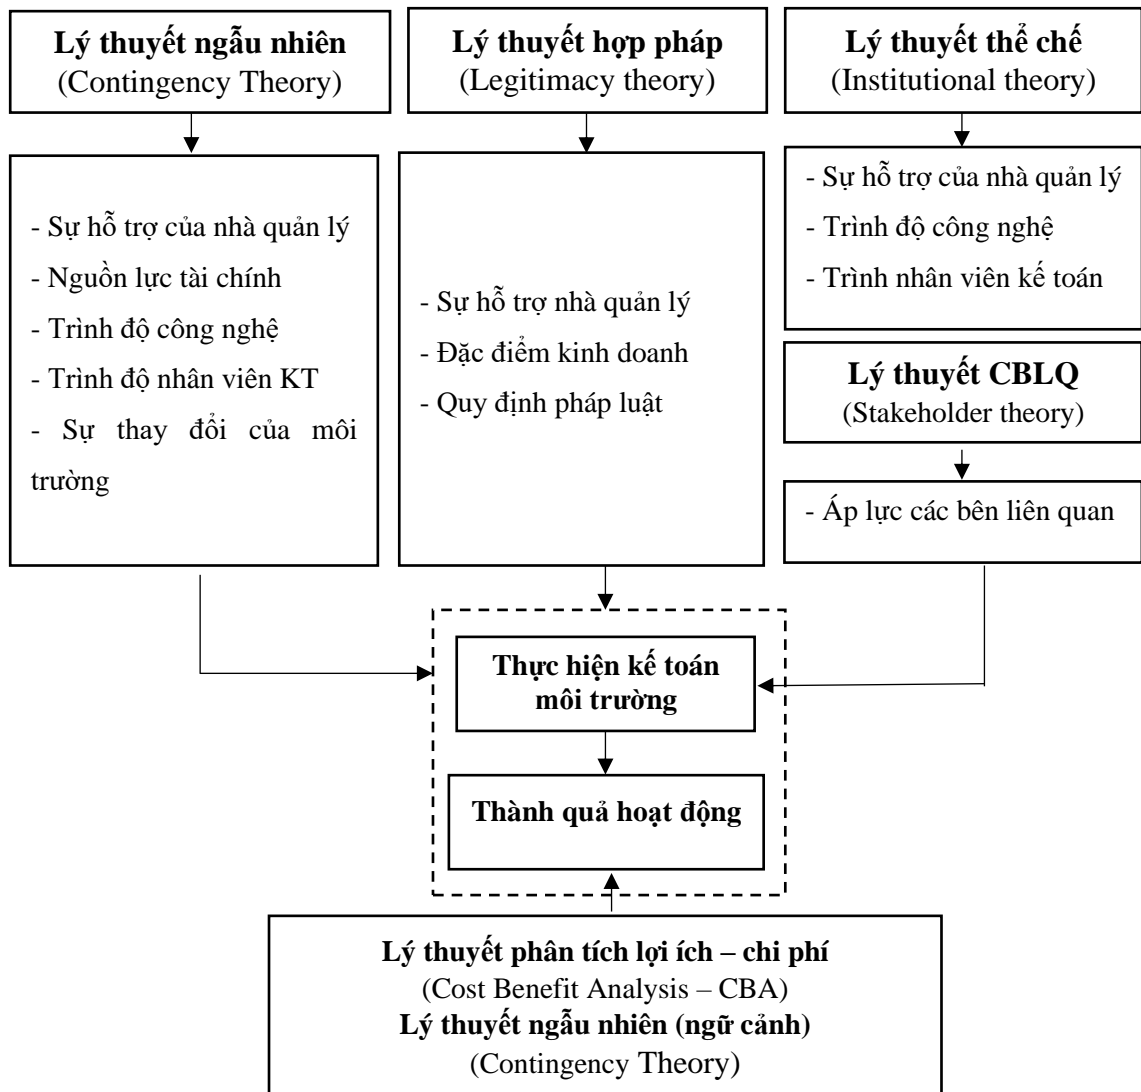 Lý thuyết ngẫu nhiên
(Contingency Theory)
Lý thuyết hợp pháp
(Legitimacy theory)
Lý thuyết thể chế
(Institutional theory)
- Sự hỗ trợ của nhà quản lý
- Nguồn lực tài chính
- Trình độ công nghệ
- Trình độ nhân viên KT
- Sự thay đổi của môi
trường
- Sự hỗ trợ nhà quản lý
- Đặc điểm kinh doanh
- Quy định pháp luật
- Sự hỗ trợ của nhà quản lý
- Trình độ công nghệ
- Trình nhân viên kế toán
Lý thuyết CBLQ
(Stakeholder theory)
- Áp lực các bên liên quan
Thực hiện kế toán
môi trường
Thành quả hoạt động
Lý thuyết phân tích lợi ích – chi phí
(Cost Benefit Analysis – CBA)
Lý thuyết ngẫu nhiên (ngữ cảnh)
(Contingency Theory)